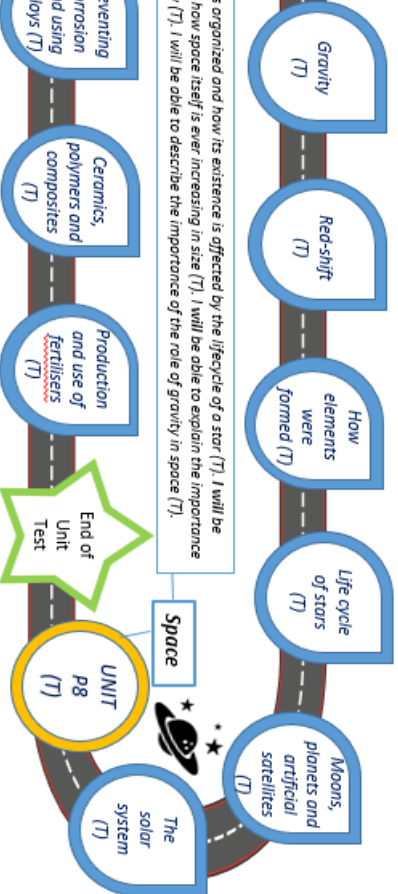 Gravity
(T)
Red-shift
(T)
How
elements
were
formed (T)
Life cycle
of stars
(T)
Moons,
planets and
artificial
satellites
(T)
organized and how its existence is affected by the lifecycle of a star (T). I will be
how space itself is ever increasing in size (T). I will be able to explain the importance
(T). I will be able to describe the importance of the role of gravity in space (T).
Space
The
solar
system
(T)
eventing
rrosion
d using
loys (T)
Ceramics,
polymers and
composites
(T)
Production
and use of
fertilisers
(T)
End of
Unit
Test
UNIT
P8
(T)